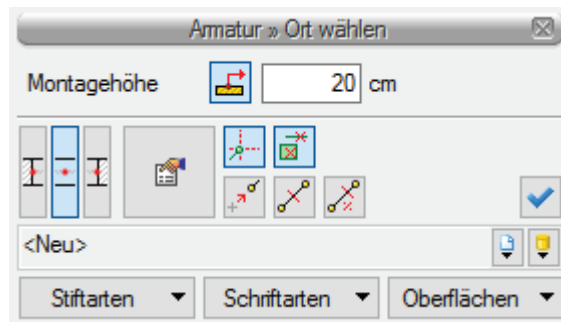 Armatur » Ort wählen
Montagehöhe 20 cm
<Neu>
Stiftarten Schriftarten Oberflächen